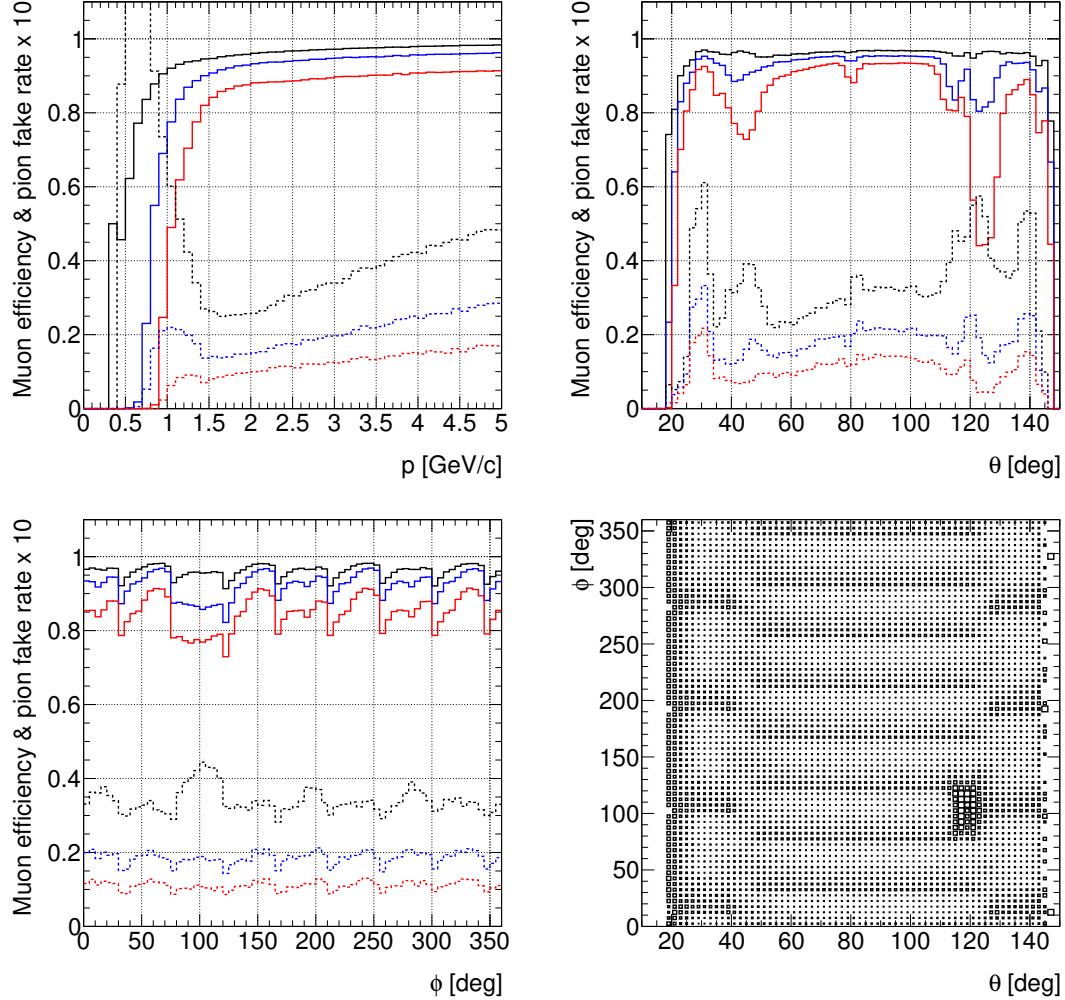 Muon efficiency & pion fake rate x 10
1
0.8
0.6
0.4
0.2
0
0 0.5 1 1.5 2 2.5 3 3.5 4 4.5 5
p [GeV/c]
Muon efficiency & pion fake rate x 10
1
0.8
0.6
0.4
0.2
0
20 40 60 80 100 120 140
θ [deg]
Muon efficiency & pion fake rate x 10
1
0.8
0.6
0.4
0.2
0
0 50 100 150 200 250 300 350
ϕ [deg]
ϕ [deg]
350
300
250
200
150
100
50
0
20 40 60 80 100 120 140
θ [deg]